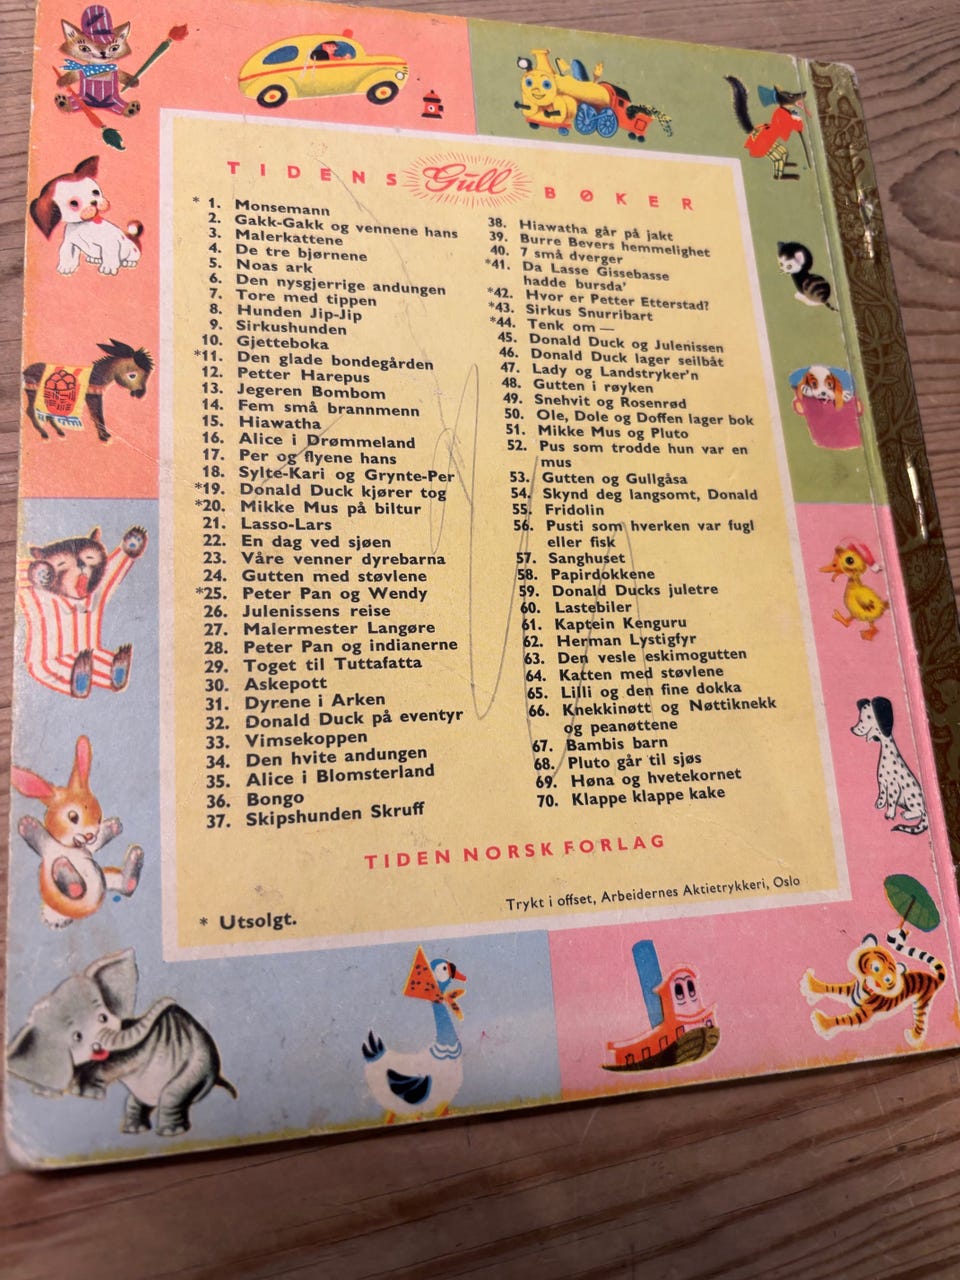 TIDENS Gull BØKER
* 1. Monsemann
2. Gakk-Gakk og vennene hans
3. Malerkattene
4. De tre bjørnene
5. Noas ark
6. Den nysgjerrige andungen
7. Tore med tippen
8. Hunden Jip-Jip
9. Sirkushunden
10. Gjetteboka
*11. Den glade bondegården
12. Petter Harepus
13. Jegeren Bombom
14. Fem små brannmenn
15. Hiawatha
16. Alice i Drømmeland
17. Per og flyene hans
18. Sylte-Kari og Grynte-Per
*19. Donald Duck kjører tog
*20. Mikke Mus på biltur
21. Lasso-Lars
22. En dag ved sjøen
23. Våre venner dyrebarna
24. Gutten med støvlene
*25. Peter Pan og Wendy
26. Julenissens reise
27. Malermester Langøre
28. Peter Pan og indianerne
29. Toget til Tuttafatta
30. Askepott
31. Dyrene i Arken
32. Donald Duck på eventyr
33. Vimsekoppen
34. Den hvite andungen
35. Alice i Blomsterland
36. Bongo
37. Skipshunden Skruff
38. Hiawatha går på jakt
39. Burre Bevers hemmelighet
40. 7 små dverger
*41. Da Lasse Gissebasse
hadde bursda'
*42. Hvor er Petter Etterstad?
*43. Sirkus Snurribart
*44. Tenk om —
45. Donald Duck og Julenissen
46. Donald Duck lager seilbåt
47. Lady og Landstryker'n
48. Gutten i røyken
49. Snehvit og Rosenrød
50. Ole, Dole og Doffen lager bok
51. Mikke Mus og Pluto
52. Pus som trodde hun var en
mus
53. Gutten og Gullgåsa
54. Skynd deg langsomt, Donald
55. Fridolin
56. Pusti som hverken var fugl
eller fisk
57. Sanghuset
58. Papirdokkene
59. Donald Ducks juletre
60. Lastebiler
61. Kaptein Kenguru
62. Herman Lystigfyr
63. Den vesle eskimogutten
64. Katten med støvlene
65. Lilli og den fine dokka
66. Knekkinøtt og Nøttiknekk
og peanøttene
67. Bambis barn
68. Pluto går til sjøs
69. Høna og hvetekornet
70. Klappe klappe kake
TIDEN NORSK FORLAG
Trykt i offset, Arbeidernes Aktietrykkeri, Oslo
* Utsolgt.